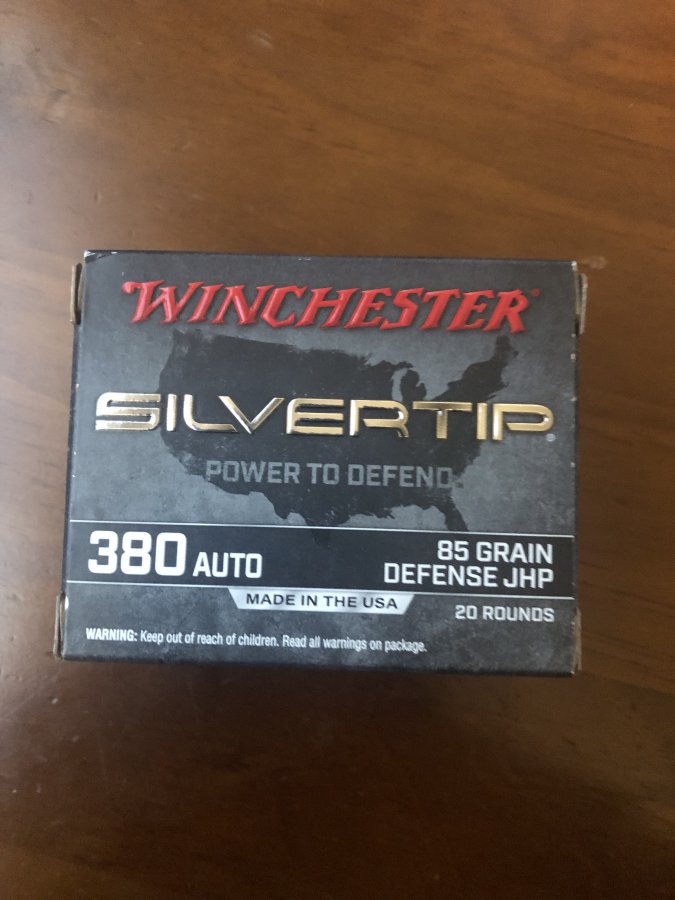 WINCHESTER®
SILVERTIP®
POWER TO DEFEND
380 AUTO
85 GRAIN
DEFENSE JHP
MADE IN THE USA
20 ROUNDS
WARNING: Keep out of reach of children. Read all warnings on package.